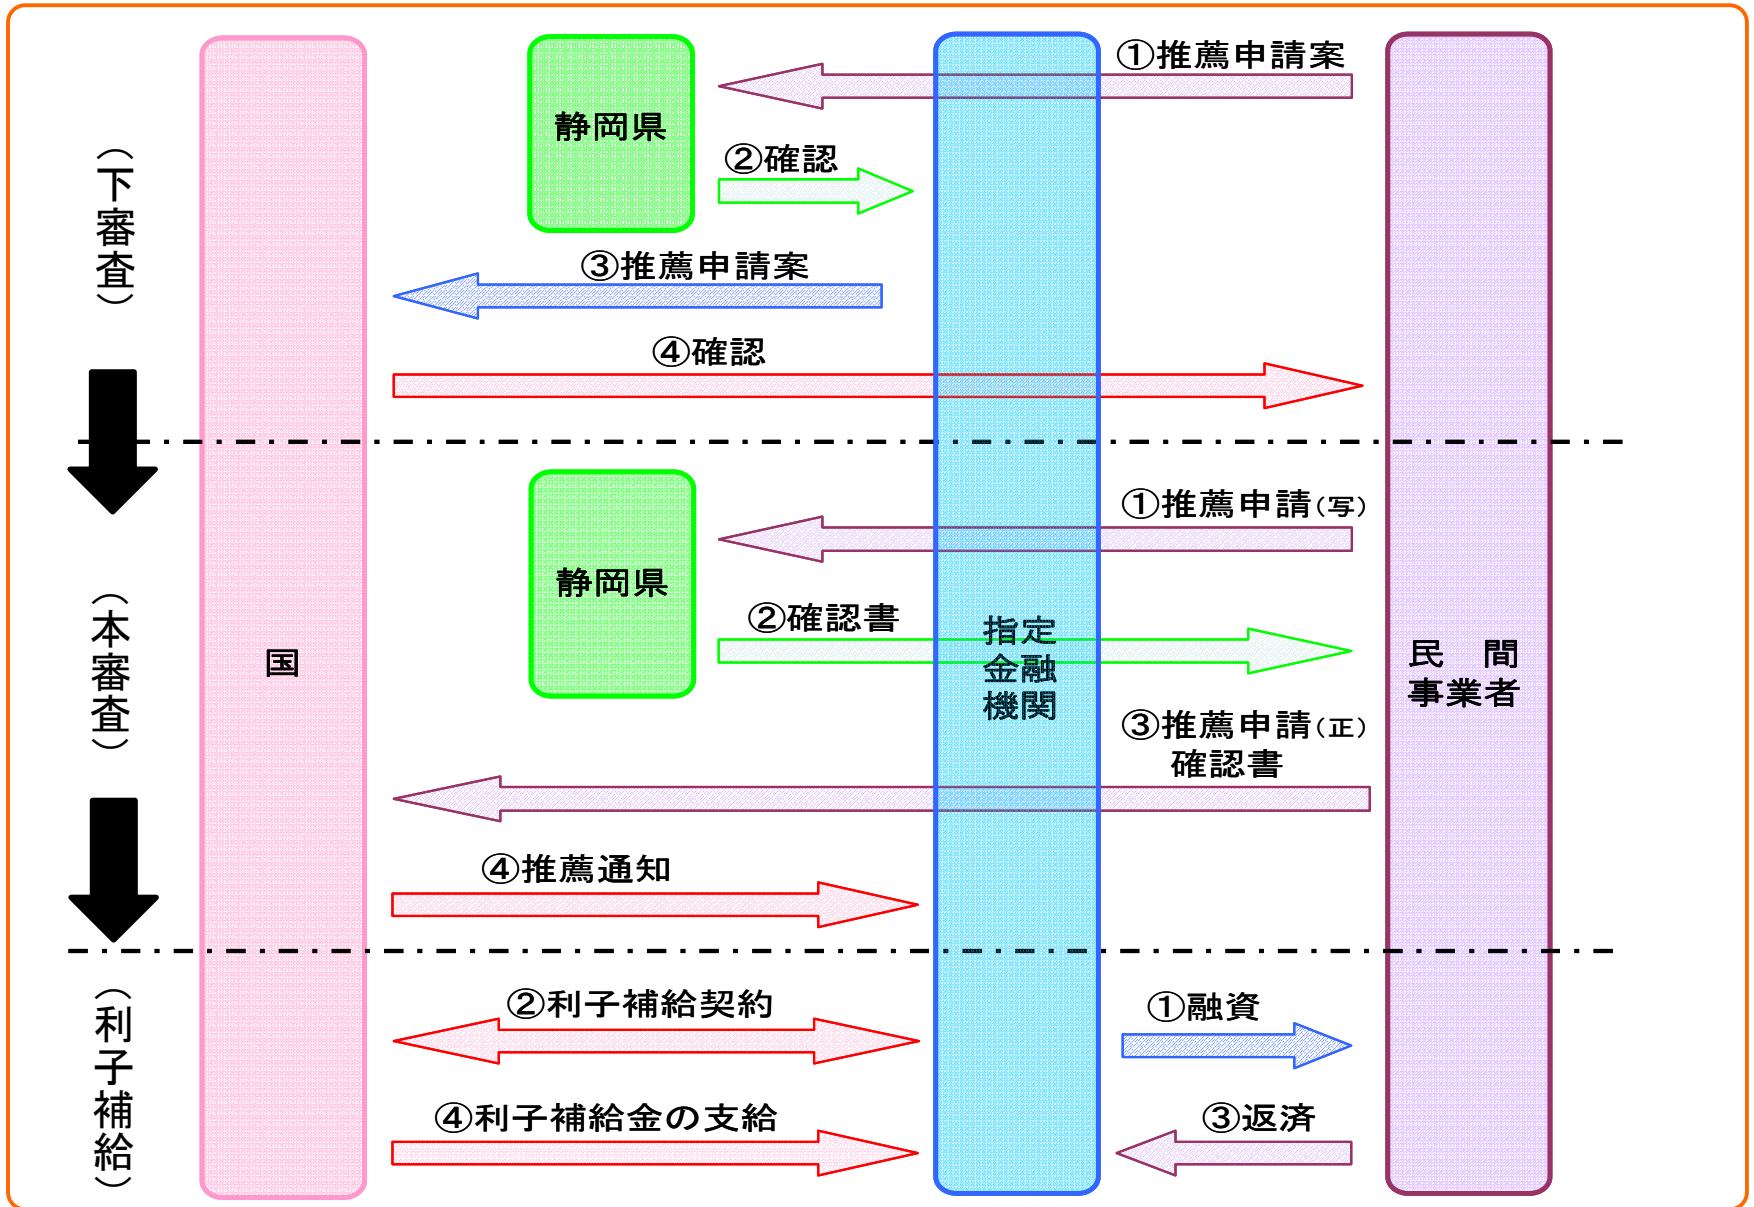 (下審査)
①推薦申請案
静岡県
②確認
③推薦申請案
④確認
(本審査)
①推薦申請(写)
静岡県
②確認書
国
指定
金融
機関
民　間
事業者
③推薦申請(正)
確認書
④推薦通知
(利子補給)
②利子補給契約
①融資
④利子補給金の支給
③返済